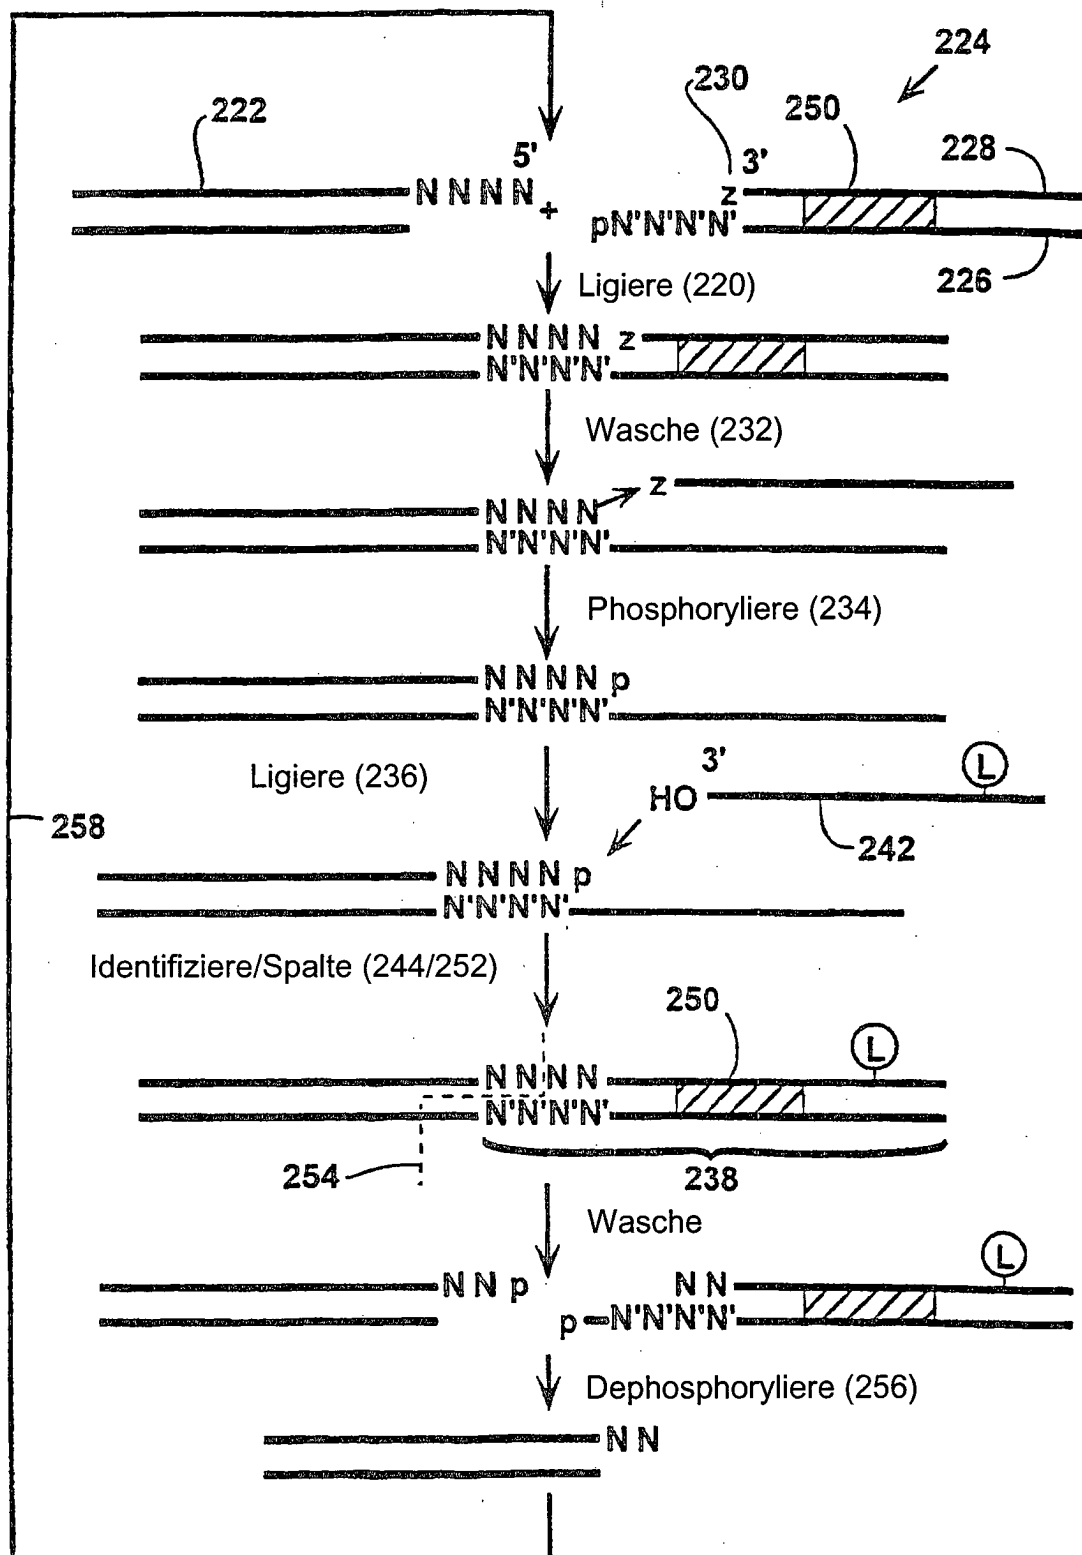 224
230
222
250
3'
5'
228
N N N N
z
+
pN'N'N'N'
226
Ligiere (220)
N N N N z
N'N'N'N'
Wasche (232)
z
N N N N
N'N'N'N'
Phosphoryliere (234)
N N N N p
N'N'N'N'
3'
Ligiere (236)
L
HO
258
242
N N N N p
N'N'N'N'
Identifiziere/Spalte (244/252)
250
L
N N N N
N'N'N'N'
254
238
Wasche
L
N N p
N N
p-N'N'N'N'
Dephosphoryliere (256)
N N